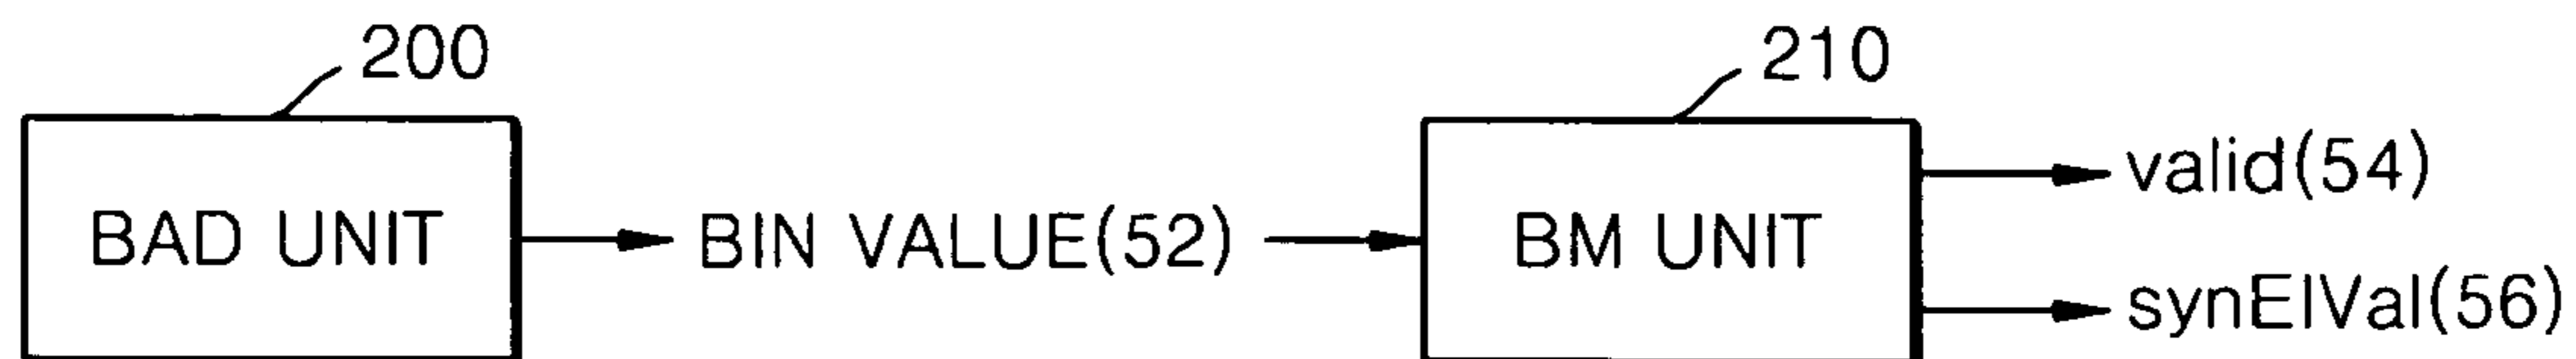 200
210
BAD UNIT
BIN VALUE(52)
BM UNIT
valid(54)
synElVal(56)